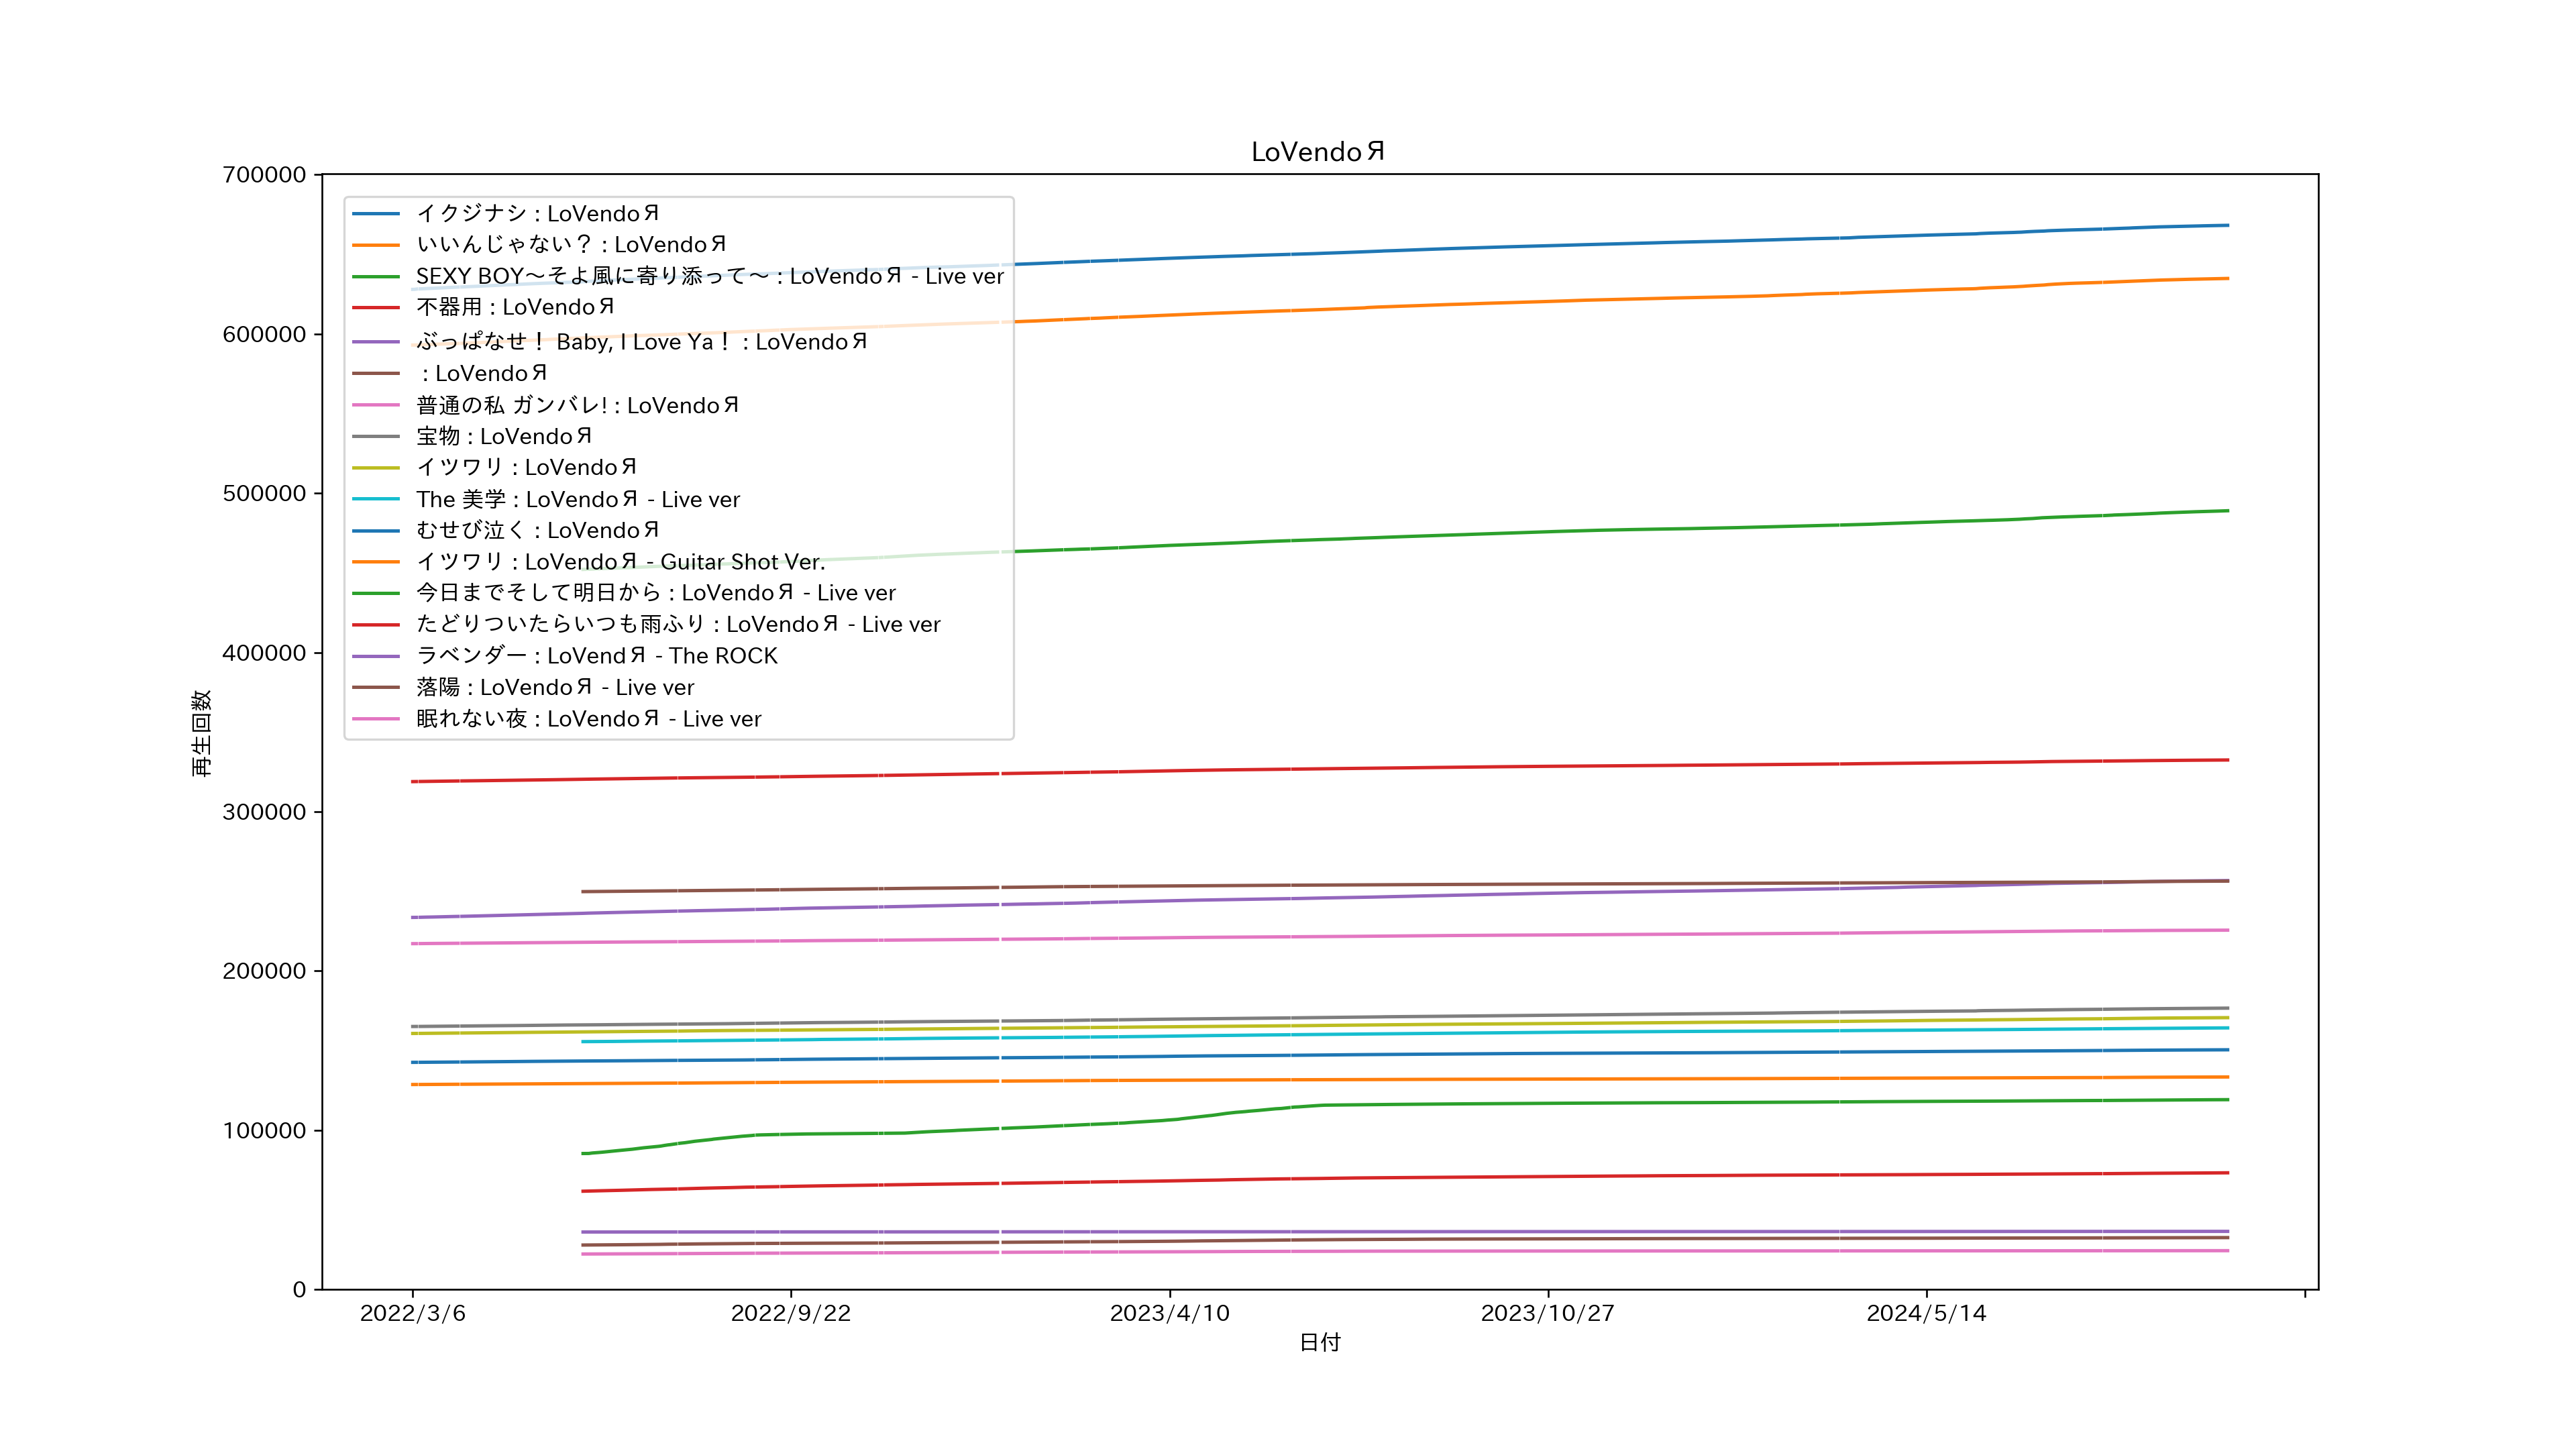 LoVendoЯ
700000
600000
500000
400000
300000
200000
100000
0
再生回数
イクジナシ : LoVendoЯ
いいんじゃない？ : LoVendoЯ
SEXY BOY～そよ風に寄り添って～ : LoVendoЯ - Live ver
不器用 : LoVendoЯ
ぶっぱなせ！ Baby, I Love Ya！ : LoVendoЯ
: LoVendoЯ
普通の私 ガンバレ! : LoVendoЯ
宝物 : LoVendoЯ
イツワリ : LoVendoЯ
The 美学 : LoVendoЯ - Live ver
むせび泣く : LoVendoЯ
イツワリ : LoVendoЯ - Guitar Shot Ver.
今日までそして明日から : LoVendoЯ - Live ver
たどりついたらいつも雨ふり : LoVendoЯ - Live ver
ラベンダー : LoVendЯ - The ROCK
落陽 : LoVendoЯ - Live ver
眠れない夜 : LoVendoЯ - Live ver
2022/3/6 2022/9/22 2023/4/10 2023/10/27 2024/5/14
日付